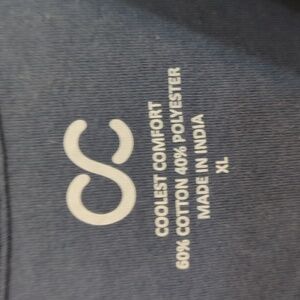 COOLEST COMFORT
60% COTTON 40% POLYESTER
MADE IN INDIA
XL